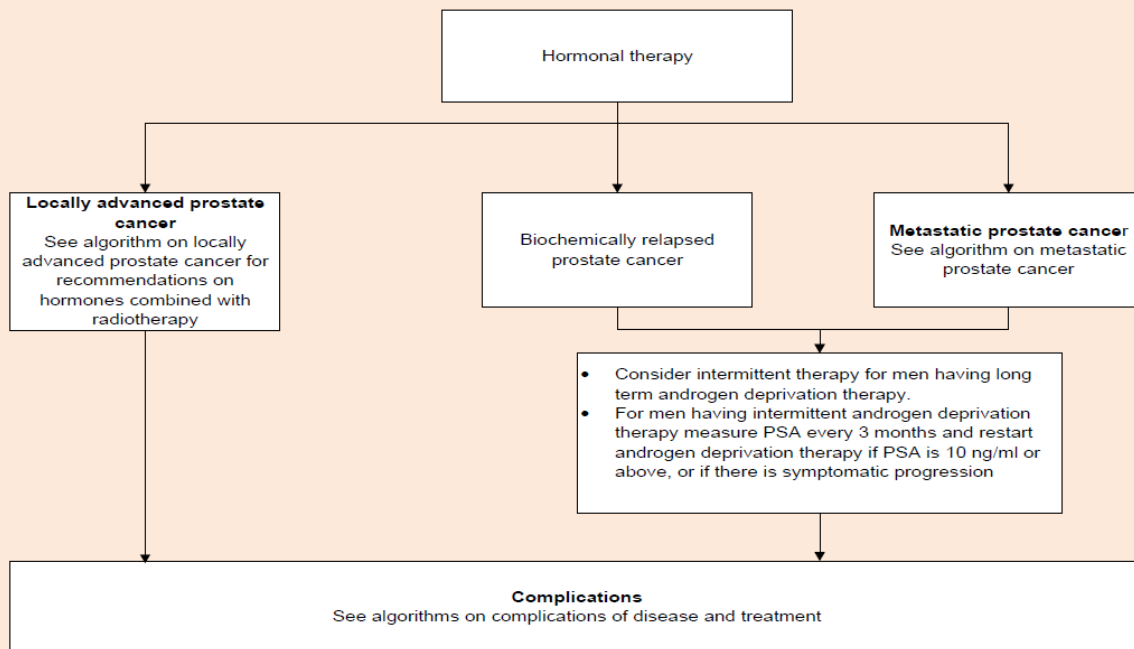 Hormonal therapy
Locally advanced prostate
cancer
See algorithm on locally
advanced prostate cancer for
recommendations on
hormones combined with
radiotherapy
Biochemically relapsed
prostate cancer
Metastatic prostate cancer
See algorithm on metastatic
prostate cancer
• Consider intermittent therapy for men having long
term androgen deprivation therapy.
• For men having intermittent androgen deprivation
therapy measure PSA every 3 months and restart
androgen deprivation therapy if PSA is 10 ng/ml or
above, or if there is symptomatic progression
Complications
See algorithms on complications of disease and treatment